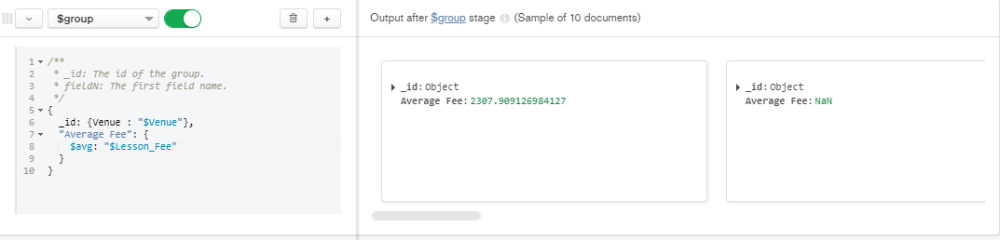 $group
Output after $group stage (Sample of 10 documents)
1 /**
2 * _id: The id of the group.
3 * fieldN: The first field name.
4 */
5 {
6 _id: {Venue : "$Venue"},
7 "Average Fee": {
8 $avg: "$Lesson_Fee"
9 }
10 }
_id: Object
Average Fee: 2307.909126984127
_id: Object
Average Fee: NaN